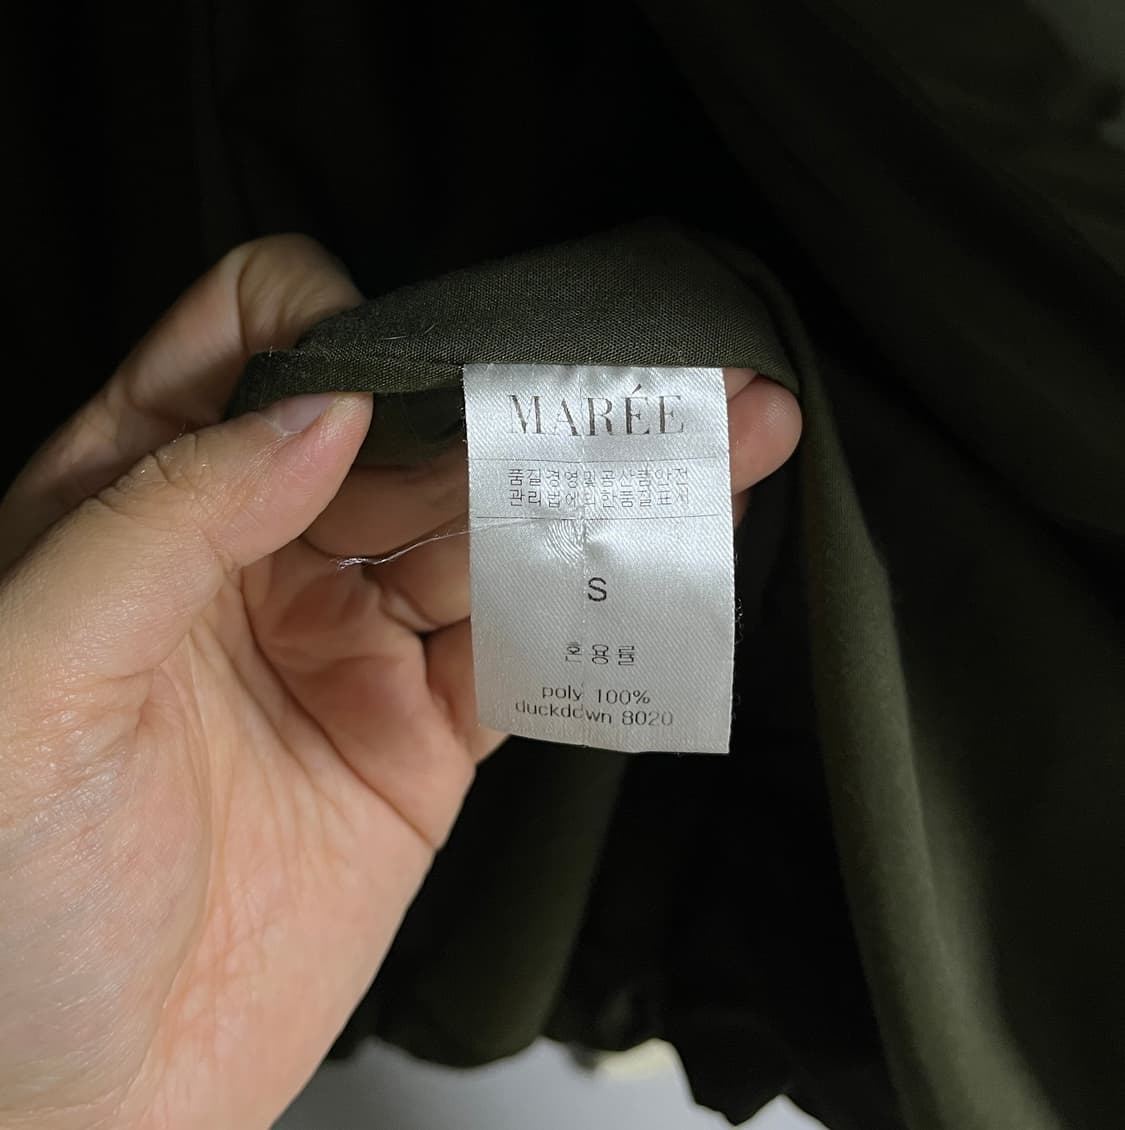 MARÉE
품질경영및공산품안전
관리법에의한품질표시
S
혼용률
poly 100%
duckdown 8020